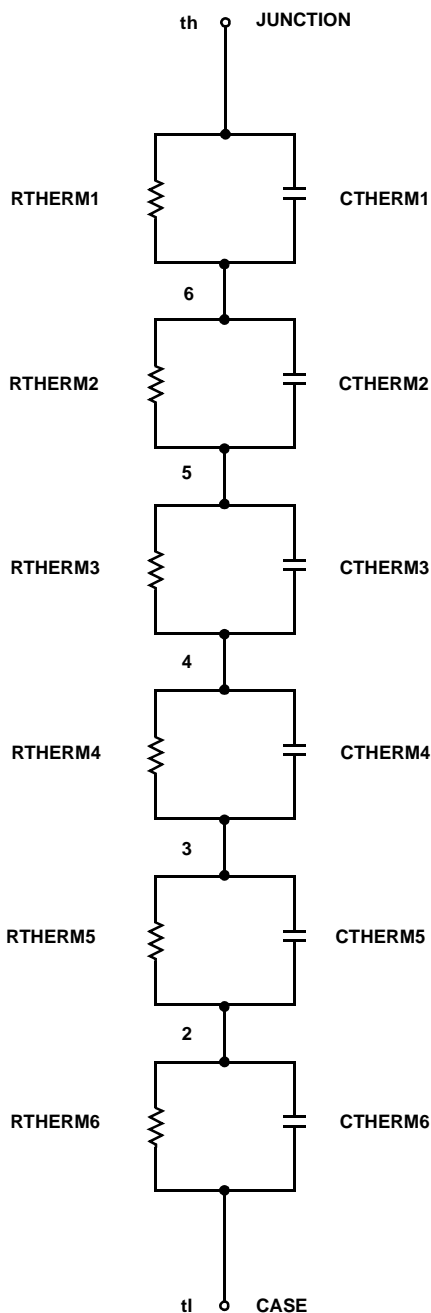 th JUNCTION
RTHERM1 CTHERM1
6
RTHERM2 CTHERM2
5
RTHERM3 CTHERM3
4
RTHERM4 CTHERM4
3
RTHERM5 CTHERM5
2
RTHERM6 CTHERM6
tl CASE